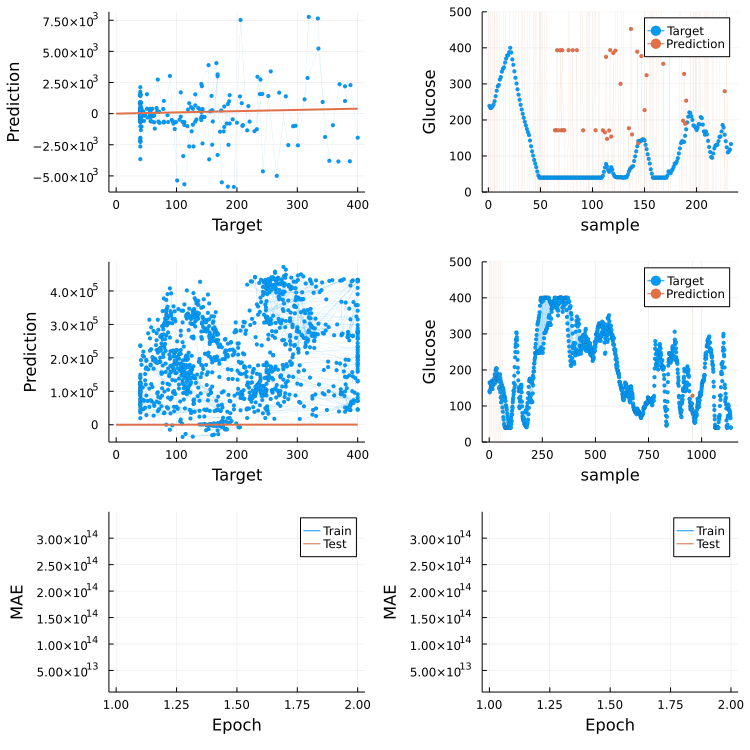 7.50×10³
5.00×10³
2.50×10³
0
−2.50×10³
−5.00×10³
Prediction
0 100 200 300 400
Target
500
400
300
200
100
0
Glucose
Target
Prediction
0 50 100 150 200
sample
4.0×10⁵
3.0×10⁵
2.0×10⁵
1.0×10⁵
0
Prediction
0 100 200 300 400
Target
500
400
300
200
100
0
Glucose
Target
Prediction
0 250 500 750 1000
sample
3.00×10¹⁴
2.50×10¹⁴
2.00×10¹⁴
1.50×10¹⁴
1.00×10¹⁴
5.00×10¹³
MAE
Train
Test
1.00 1.25 1.50 1.75 2.00
Epoch
3.00×10¹⁴
2.50×10¹⁴
2.00×10¹⁴
1.50×10¹⁴
1.00×10¹⁴
5.00×10¹³
MAE
Train
Test
1.00 1.25 1.50 1.75 2.00
Epoch